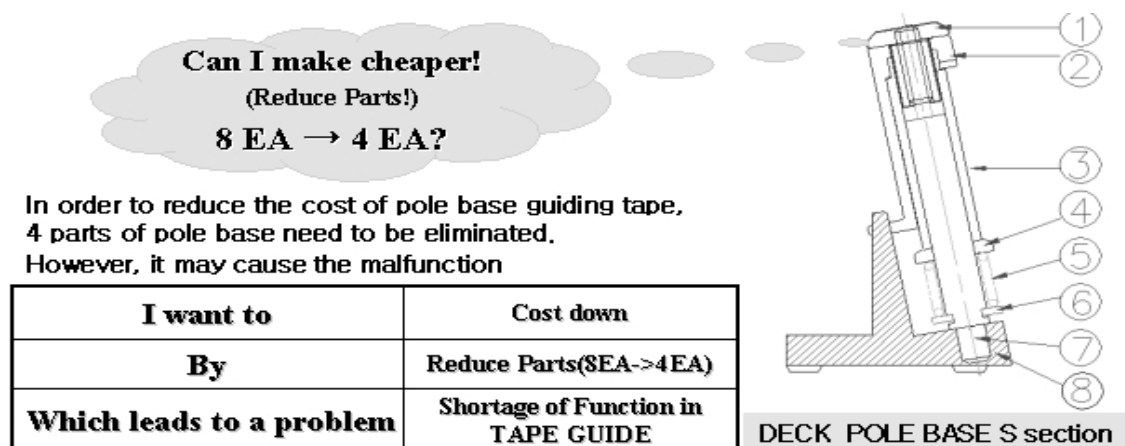 Can I make cheaper!
(Reduce Parts!)
8 EA → 4 EA?
In order to reduce the cost of pole base guiding tape,
4 parts of pole base need to be eliminated.
However, it may cause the malfunction
I want to Cost down
By Reduce Parts(8EA->4EA)
Which leads to a problem Shortage of Function in
TAPE GUIDE
①
②
③
④
⑤
⑥
⑦
⑧
DECK POLE BASE S section